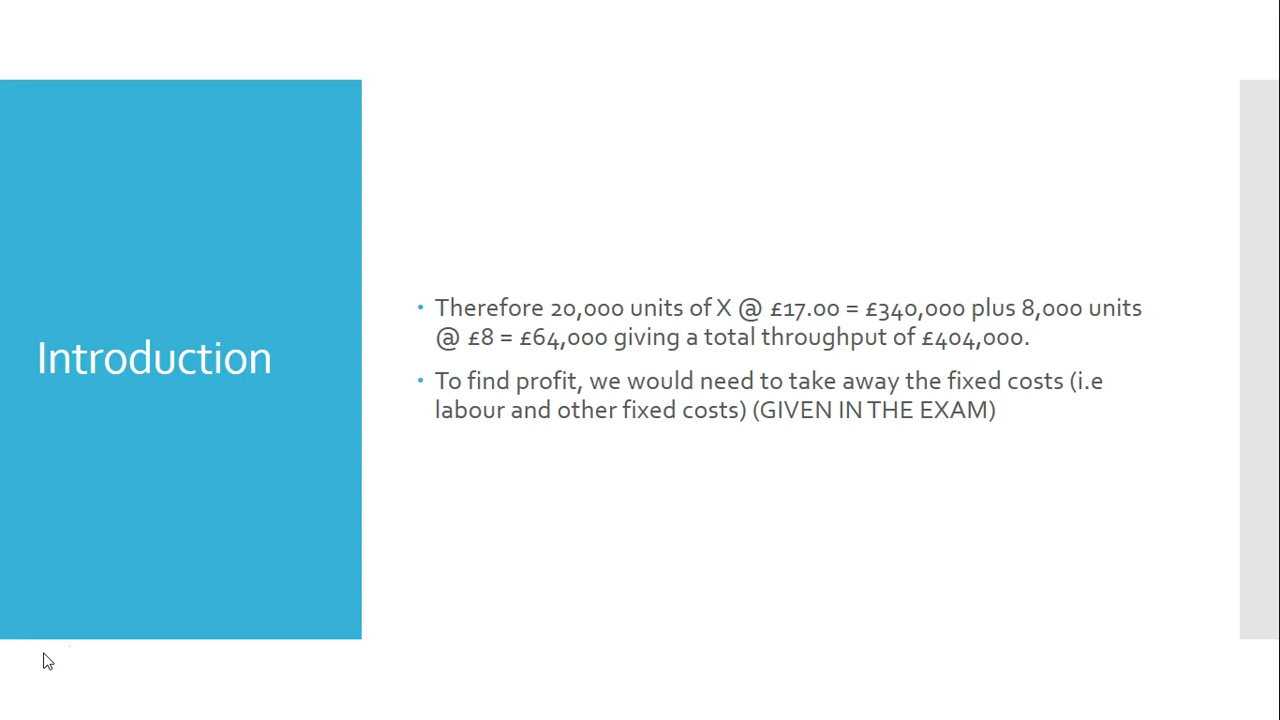 Introduction
• Therefore 20,000 units of X @ £17.00 = £340,000 plus 8,000 units
@ £8 = £64,000 giving a total throughput of £404,000.
• To find profit, we would need to take away the fixed costs (i.e
labour and other fixed costs) (GIVEN IN THE EXAM)